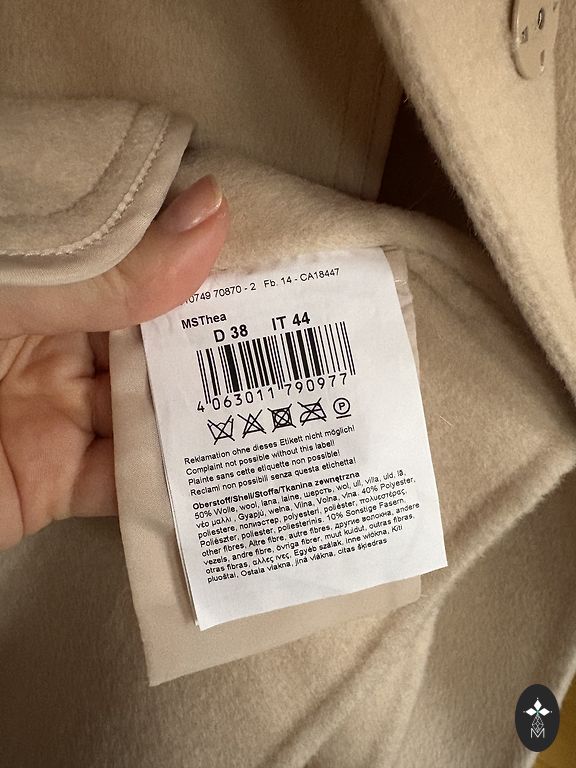 10749 70870 - 2 Fb. 14 - CA18447
MSThea
D 38 IT 44
4 063011 790977
P
Reklamation ohne dieses Etikett nicht möglich!
Complaint not possible without this label!
Plainte sans cette etiquette non possible!
Reclami non possibili senza questa etichetta!
Oberstoff/Shell/Stoffa/Tkanina zewnętrzna
50% Wolle, wool, lana, laine, шерсть, wol, ull, villa, uld, lã,
νέο μαλλί, Gyapjú, wełna, Vilna, Volna, vlna. 40% Polyester,
poliestere, полиэстер, polyesteri, poliéster, πολυεστέρας,
Poliészter, poliester, poliesterinis. 10% Sonstige Fasern,
other fibres, Altre fibre, autre fibres, другие волокна, andere
vezels, andre fibre, övriga fibrer, muut kuidut, outras fibras,
otras fibras, αλλες ινες, Egyéb szálak, inne włókna, Kiti
pluoštai, Ostala vlakna, jiná vlákna, citas šķiedras
M